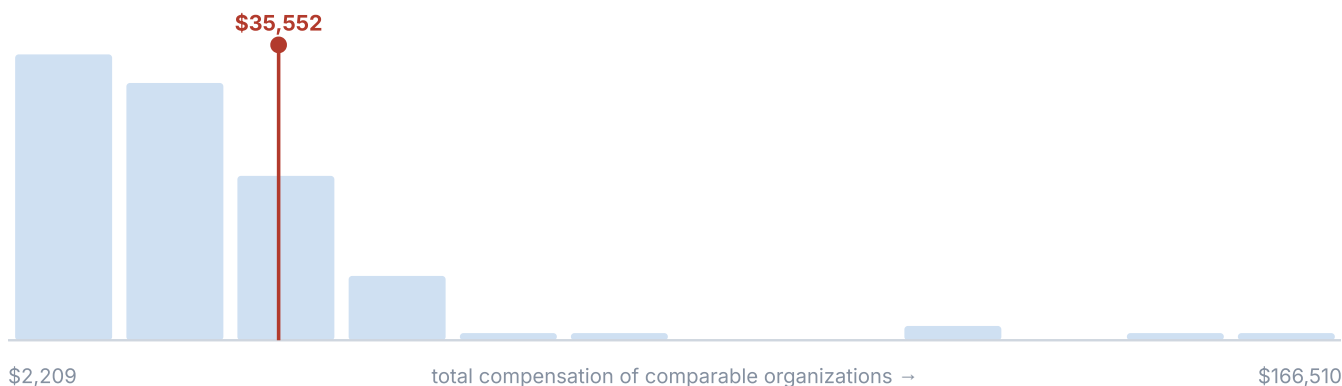 $35,552
$2,209
total compensation of comparable organizations →
$166,510